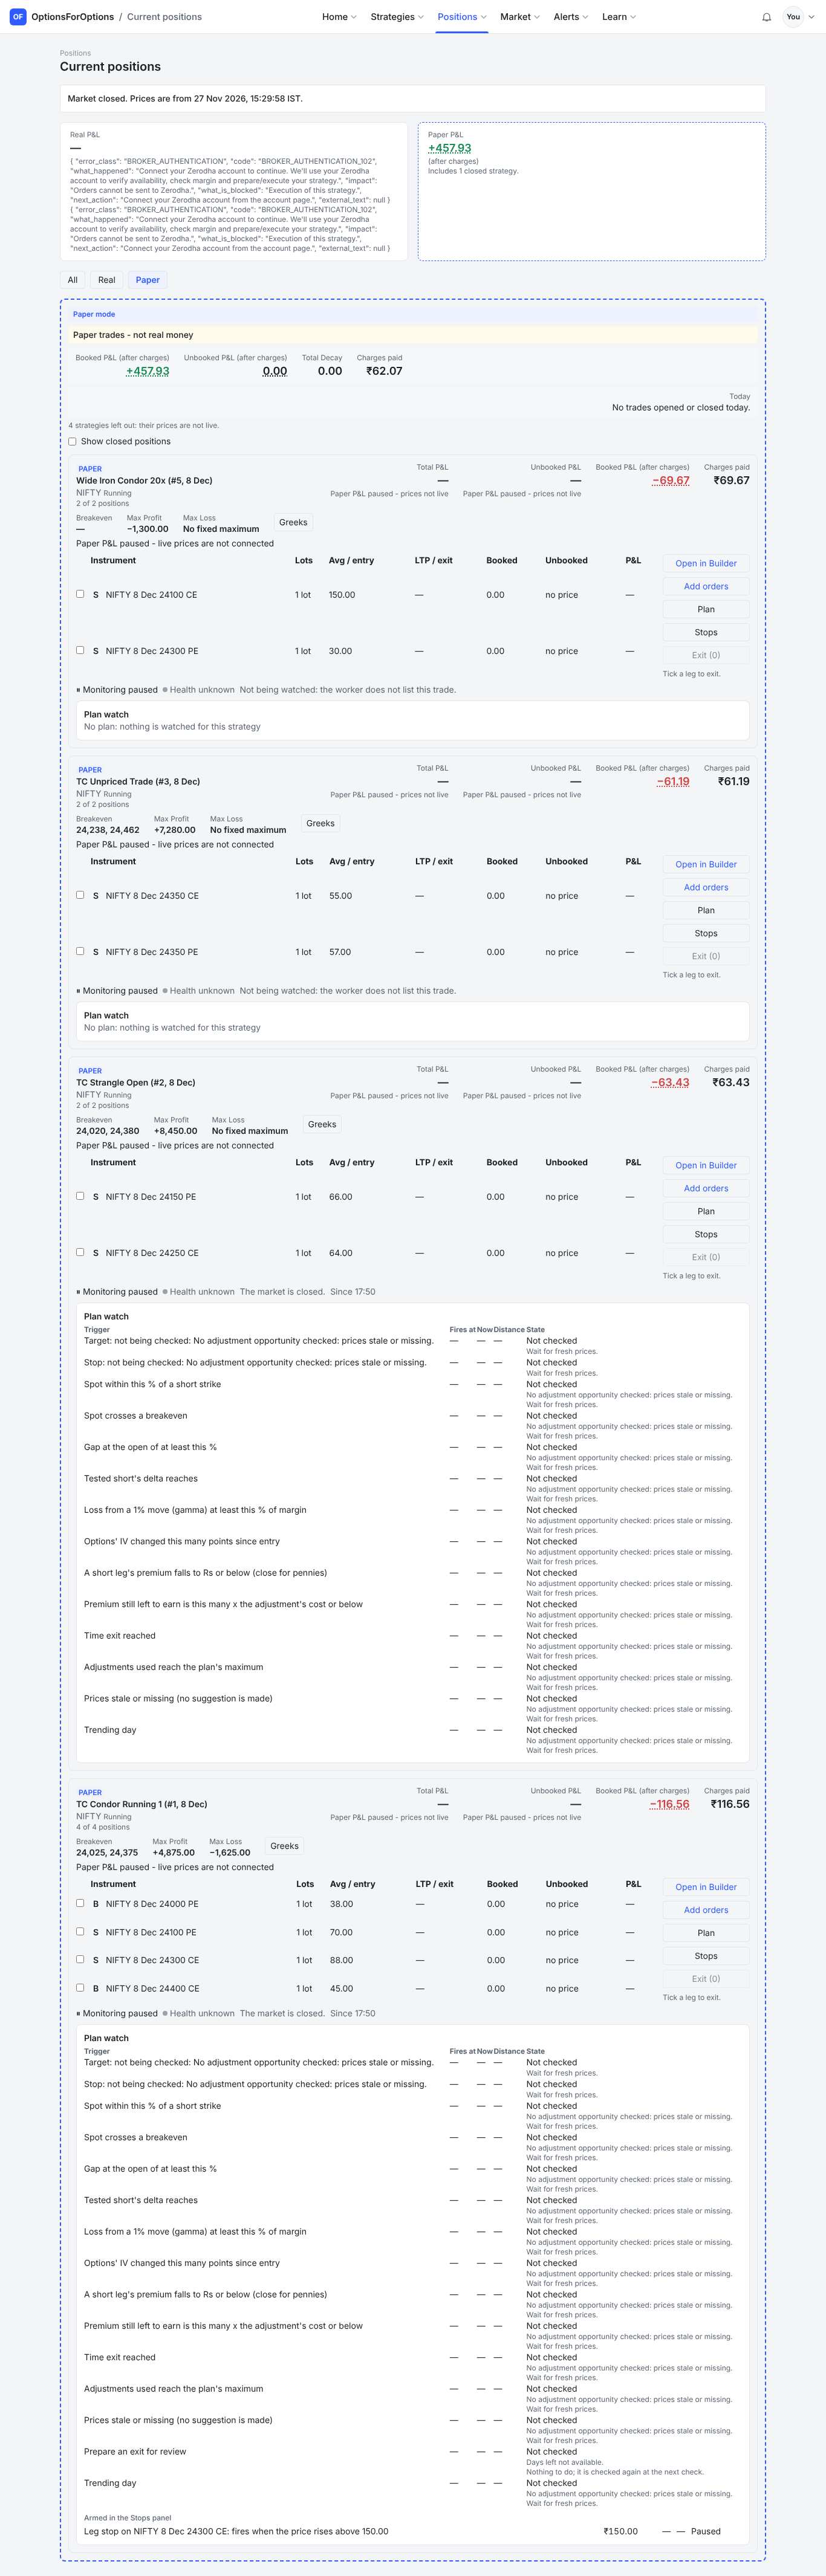 OF OptionsForOptions / Current positions Home Strategies Positions Market Alerts Learn You
Positions
Current positions
Market closed. Prices are from 27 Nov 2026, 15:29:58 IST.
Real P&L
—
{ "error_class": "BROKER_AUTHENTICATION", "code": "BROKER_AUTHENTICATION_102",
"what_happened": "Connect your Zerodha account to continue. We'll use your Zerodha
account to verify availability, check margin and prepare/execute your strategy.", "impact":
"Orders cannot be sent to Zerodha.", "what_is_blocked": "Execution of this strategy.",
"next_action": "Connect your Zerodha account from the account page.", "external_text": null }
{ "error_class": "BROKER_AUTHENTICATION", "code": "BROKER_AUTHENTICATION_102",
"what_happened": "Connect your Zerodha account to continue. We'll use your Zerodha
account to verify availability, check margin and prepare/execute your strategy.", "impact":
"Orders cannot be sent to Zerodha.", "what_is_blocked": "Execution of this strategy.",
"next_action": "Connect your Zerodha account from the account page.", "external_text": null }
Paper P&L
+457.93
(after charges)
Includes 1 closed strategy.
All Real Paper
Paper mode
Paper trades - not real money
Booked P&L (after charges) Unbooked P&L (after charges) Total Decay Charges paid
+457.93 0.00 0.00 ₹62.07
Today
No trades opened or closed today.
4 strategies left out: their prices are not live.
Show closed positions
PAPER
Wide Iron Condor 20x (#5, 8 Dec)
NIFTY Running
2 of 2 positions
Total P&L Unbooked P&L Booked P&L (after charges) Charges paid
— — −69.67 ₹69.67
Paper P&L paused - prices not live Paper P&L paused - prices not live
Breakeven Max Profit Max Loss
— −1,300.00 No fixed maximum Greeks
Paper P&L paused - live prices are not connected
Instrument Lots Avg / entry LTP / exit Booked Unbooked P&L
S NIFTY 8 Dec 24100 CE 1 lot 150.00 — 0.00 no price —
S NIFTY 8 Dec 24300 PE 1 lot 30.00 — 0.00 no price —
Open in Builder
Add orders
Plan
Stops
Exit (0)
Tick a leg to exit.
Monitoring paused Health unknown Not being watched: the worker does not list this trade.
Plan watch
No plan: nothing is watched for this strategy
PAPER
TC Unpriced Trade (#3, 8 Dec)
NIFTY Running
2 of 2 positions
Total P&L Unbooked P&L Booked P&L (after charges) Charges paid
— — −61.19 ₹61.19
Paper P&L paused - prices not live Paper P&L paused - prices not live
Breakeven Max Profit Max Loss
24,238, 24,462 +7,280.00 No fixed maximum Greeks
Paper P&L paused - live prices are not connected
Instrument Lots Avg / entry LTP / exit Booked Unbooked P&L
S NIFTY 8 Dec 24350 CE 1 lot 55.00 — 0.00 no price —
S NIFTY 8 Dec 24350 PE 1 lot 57.00 — 0.00 no price —
Open in Builder
Add orders
Plan
Stops
Exit (0)
Tick a leg to exit.
Monitoring paused Health unknown Not being watched: the worker does not list this trade.
Plan watch
No plan: nothing is watched for this strategy
PAPER
TC Strangle Open (#2, 8 Dec)
NIFTY Running
2 of 2 positions
Total P&L Unbooked P&L Booked P&L (after charges) Charges paid
— — −63.43 ₹63.43
Paper P&L paused - prices not live Paper P&L paused - prices not live
Breakeven Max Profit Max Loss
24,020, 24,380 +8,450.00 No fixed maximum Greeks
Paper P&L paused - live prices are not connected
Instrument Lots Avg / entry LTP / exit Booked Unbooked P&L
S NIFTY 8 Dec 24150 PE 1 lot 66.00 — 0.00 no price —
S NIFTY 8 Dec 24250 CE 1 lot 64.00 — 0.00 no price —
Open in Builder
Add orders
Plan
Stops
Exit (0)
Tick a leg to exit.
Monitoring paused Health unknown The market is closed. Since 17:50
Plan watch
Trigger Fires at Now Distance State
Target: not being checked: No adjustment opportunity checked: prices stale or missing. — — — Not checked
Wait for fresh prices.
Stop: not being checked: No adjustment opportunity checked: prices stale or missing. — — — Not checked
Wait for fresh prices.
Spot within this % of a short strike — — — Not checked
No adjustment opportunity checked: prices stale or missing.
Wait for fresh prices.
Spot crosses a breakeven — — — Not checked
No adjustment opportunity checked: prices stale or missing.
Wait for fresh prices.
Gap at the open of at least this % — — — Not checked
No adjustment opportunity checked: prices stale or missing.
Wait for fresh prices.
Tested short's delta reaches — — — Not checked
No adjustment opportunity checked: prices stale or missing.
Wait for fresh prices.
Loss from a 1% move (gamma) at least this % of margin — — — Not checked
No adjustment opportunity checked: prices stale or missing.
Wait for fresh prices.
Options' IV changed this many points since entry — — — Not checked
No adjustment opportunity checked: prices stale or missing.
Wait for fresh prices.
A short leg's premium falls to Rs or below (close for pennies) — — — Not checked
No adjustment opportunity checked: prices stale or missing.
Wait for fresh prices.
Premium still left to earn is this many x the adjustment's cost or below — — — Not checked
No adjustment opportunity checked: prices stale or missing.
Wait for fresh prices.
Time exit reached — — — Not checked
No adjustment opportunity checked: prices stale or missing.
Wait for fresh prices.
Adjustments used reach the plan's maximum — — — Not checked
No adjustment opportunity checked: prices stale or missing.
Wait for fresh prices.
Prices stale or missing (no suggestion is made) — — — Not checked
No adjustment opportunity checked: prices stale or missing.
Wait for fresh prices.
Trending day — — — Not checked
No adjustment opportunity checked: prices stale or missing.
Wait for fresh prices.
PAPER
TC Condor Running 1 (#1, 8 Dec)
NIFTY Running
4 of 4 positions
Total P&L Unbooked P&L Booked P&L (after charges) Charges paid
— — −116.56 ₹116.56
Paper P&L paused - prices not live Paper P&L paused - prices not live
Breakeven Max Profit Max Loss
24,025, 24,375 +4,875.00 −1,625.00 Greeks
Paper P&L paused - live prices are not connected
Instrument Lots Avg / entry LTP / exit Booked Unbooked P&L
B NIFTY 8 Dec 24000 PE 1 lot 38.00 — 0.00 no price —
S NIFTY 8 Dec 24100 PE 1 lot 70.00 — 0.00 no price —
S NIFTY 8 Dec 24300 CE 1 lot 88.00 — 0.00 no price —
B NIFTY 8 Dec 24400 CE 1 lot 45.00 — 0.00 no price —
Open in Builder
Add orders
Plan
Stops
Exit (0)
Tick a leg to exit.
Monitoring paused Health unknown The market is closed. Since 17:50
Plan watch
Trigger Fires at Now Distance State
Target: not being checked: No adjustment opportunity checked: prices stale or missing. — — — Not checked
Wait for fresh prices.
Stop: not being checked: No adjustment opportunity checked: prices stale or missing. — — — Not checked
Wait for fresh prices.
Spot within this % of a short strike — — — Not checked
No adjustment opportunity checked: prices stale or missing.
Wait for fresh prices.
Spot crosses a breakeven — — — Not checked
No adjustment opportunity checked: prices stale or missing.
Wait for fresh prices.
Gap at the open of at least this % — — — Not checked
No adjustment opportunity checked: prices stale or missing.
Wait for fresh prices.
Tested short's delta reaches — — — Not checked
No adjustment opportunity checked: prices stale or missing.
Wait for fresh prices.
Loss from a 1% move (gamma) at least this % of margin — — — Not checked
No adjustment opportunity checked: prices stale or missing.
Wait for fresh prices.
Options' IV changed this many points since entry — — — Not checked
No adjustment opportunity checked: prices stale or missing.
Wait for fresh prices.
A short leg's premium falls to Rs or below (close for pennies) — — — Not checked
No adjustment opportunity checked: prices stale or missing.
Wait for fresh prices.
Premium still left to earn is this many x the adjustment's cost or below — — — Not checked
No adjustment opportunity checked: prices stale or missing.
Wait for fresh prices.
Time exit reached — — — Not checked
No adjustment opportunity checked: prices stale or missing.
Wait for fresh prices.
Adjustments used reach the plan's maximum — — — Not checked
No adjustment opportunity checked: prices stale or missing.
Wait for fresh prices.
Prices stale or missing (no suggestion is made) — — — Not checked
No adjustment opportunity checked: prices stale or missing.
Wait for fresh prices.
Prepare an exit for review — — — Not checked
Days left not available.
Nothing to do; it is checked again at the next check.
Trending day — — — Not checked
No adjustment opportunity checked: prices stale or missing.
Wait for fresh prices.
Armed in the Stops panel
Leg stop on NIFTY 8 Dec 24300 CE: fires when the price rises above 150.00 ₹150.00 — — Paused